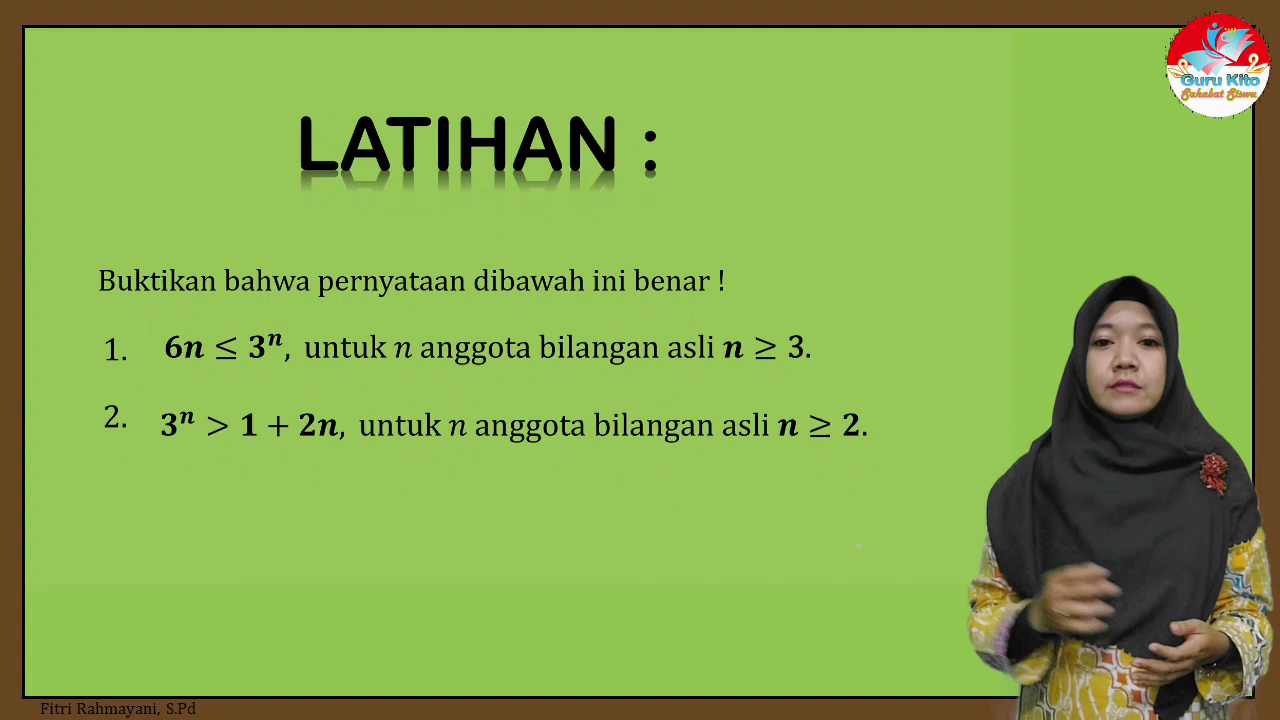 Guru Kito
Sahabat Siswa
LATIHAN :
Buktikan bahwa pernyataan dibawah ini benar !
1. 6n ≤ 3ⁿ, untuk n anggota bilangan asli n ≥ 3.
2. 3ⁿ > 1 + 2n, untuk n anggota bilangan asli n ≥ 2.
Fitri Rahmayani, S.Pd